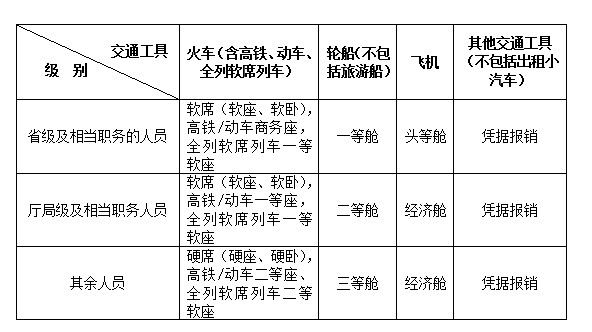 交通工具
级 别
火车（含高铁、动车、
全列软席列车）
轮船（不包
括旅游船）
飞机
其他交通工具
（不包括出租小
汽车）
省级及相当职务的人员
软席（软座、软卧），
高铁/动车商务座，
全列软席列车一等
软座
一等舱
头等舱
凭据报销
厅局级及相当职务人员
软席（软座、软卧），
高铁/动车一等座，
全列软席列车一等
软座
二等舱
经济舱
凭据报销
其余人员
硬席（硬座、硬卧），
高铁/动车二等座、
全列软席列车二等
软座
三等舱
经济舱
凭据报销